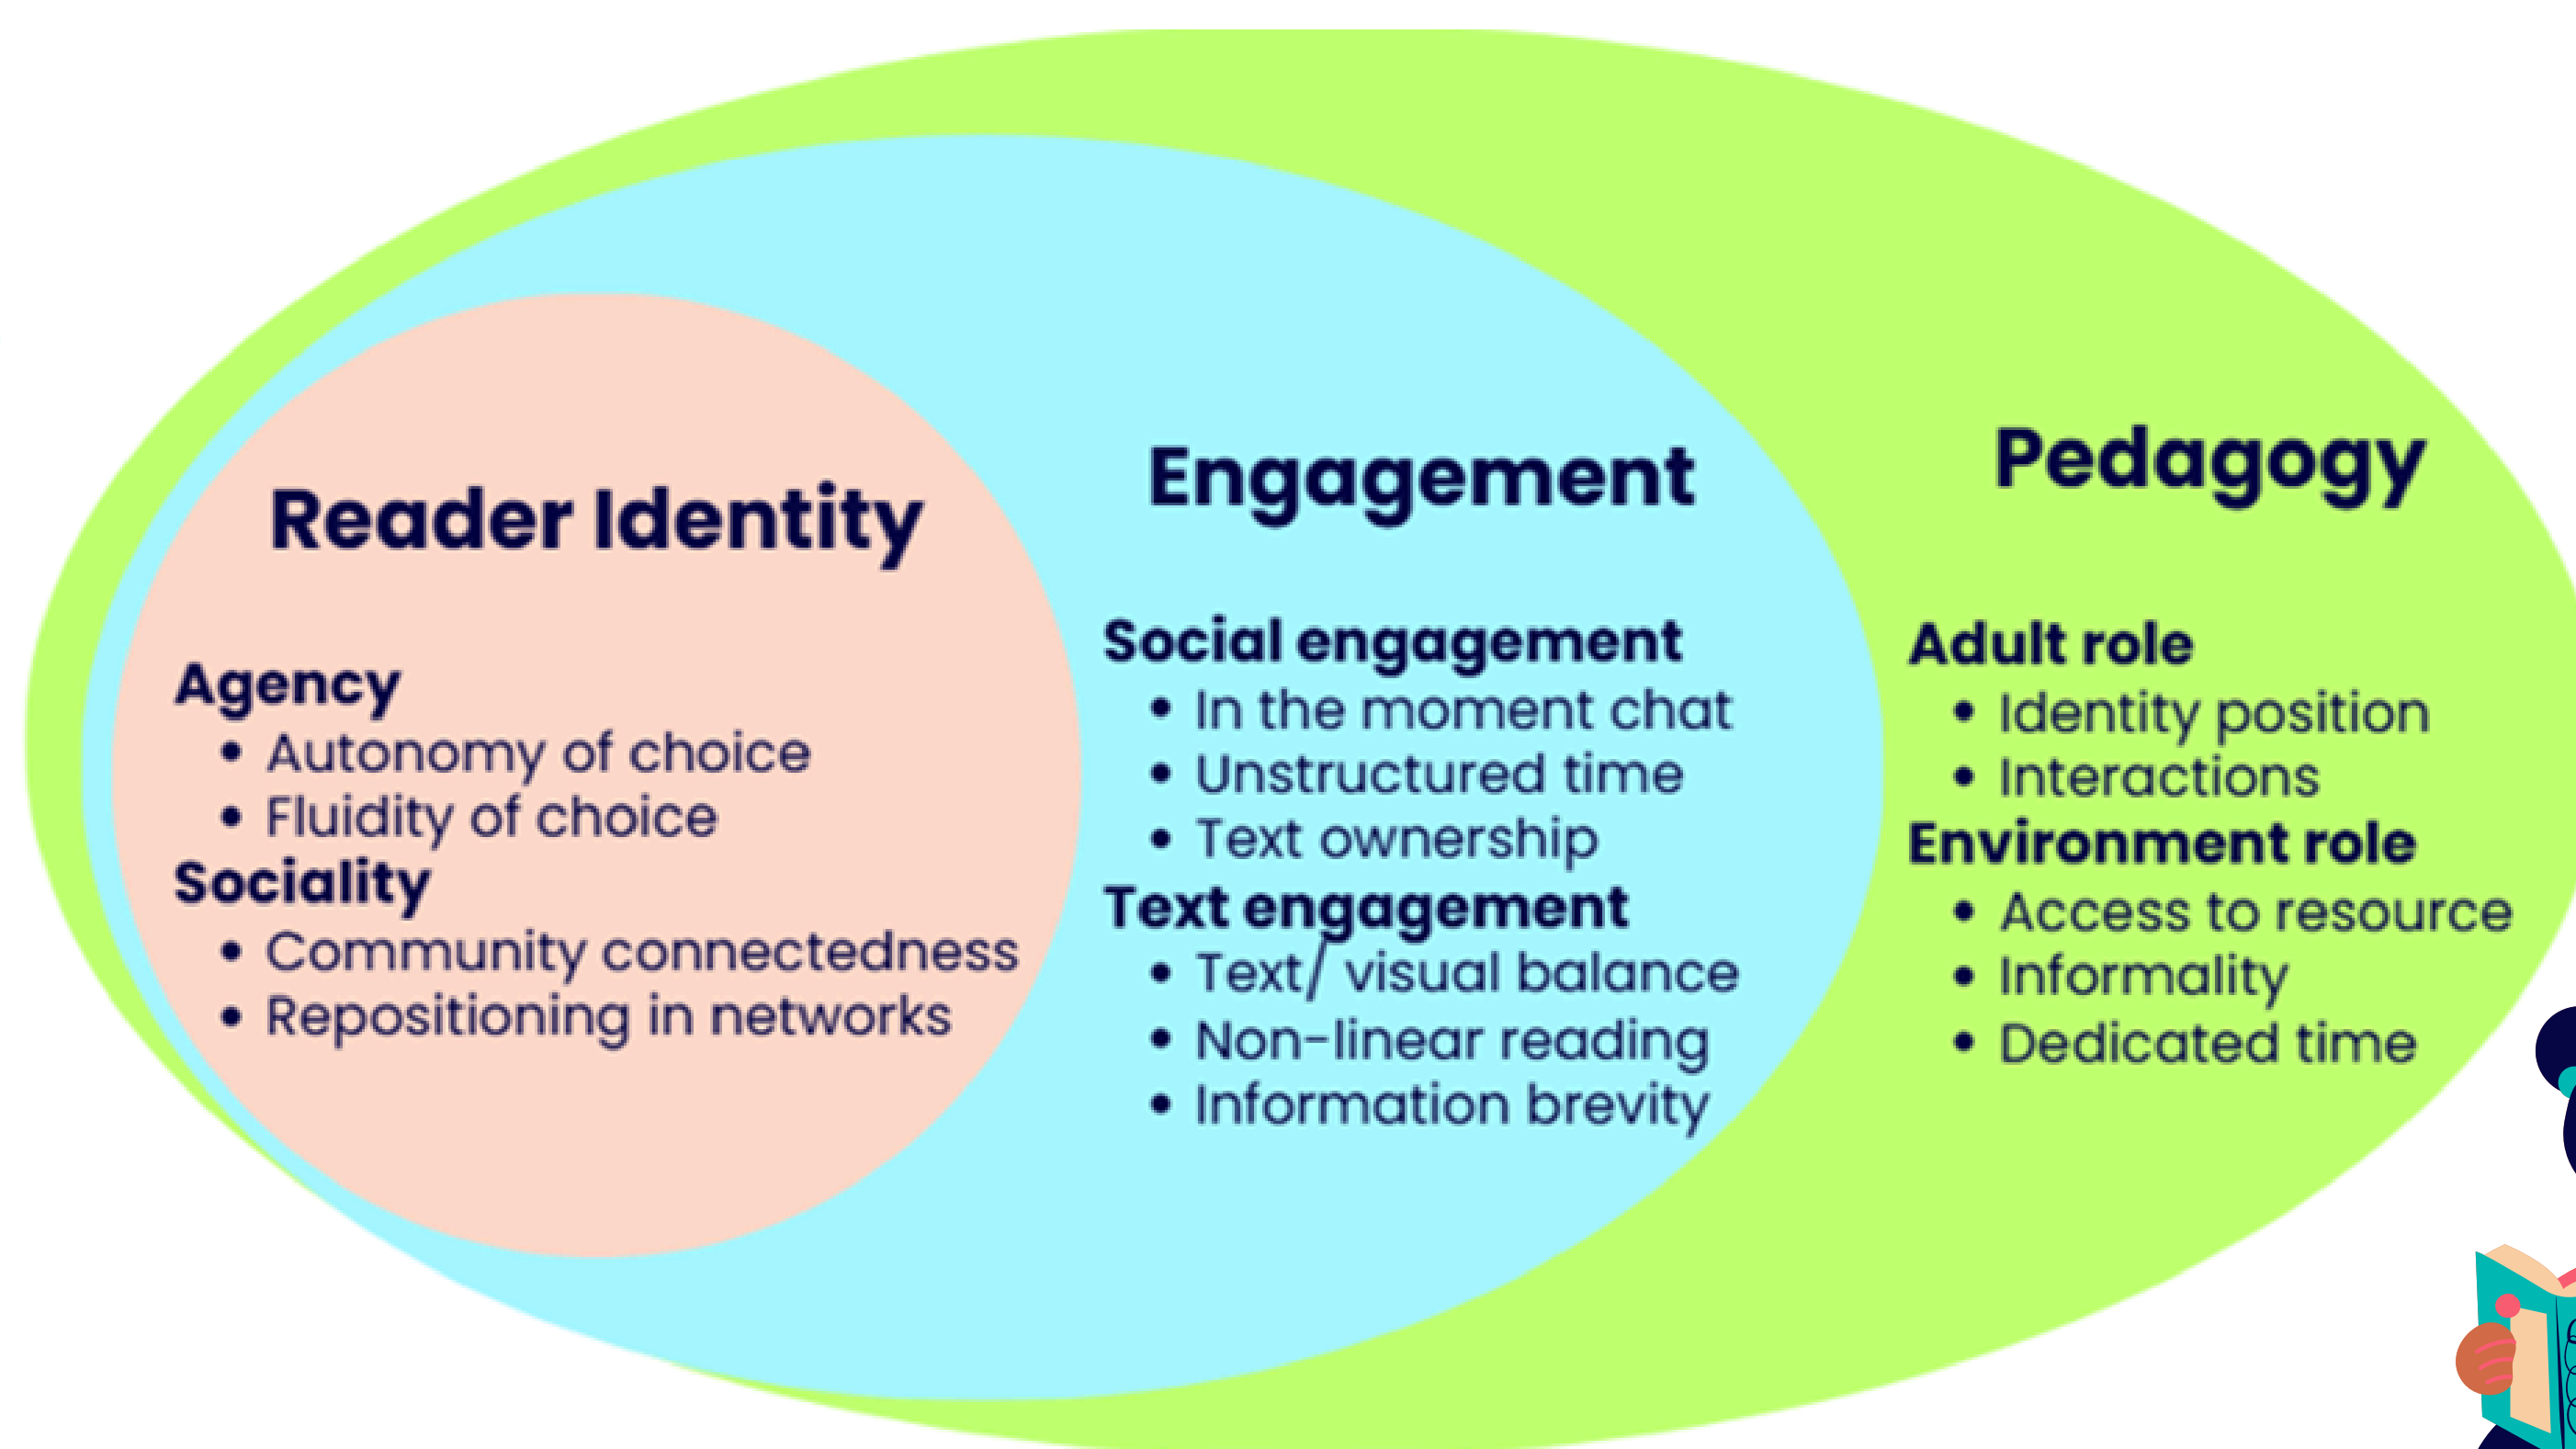 Reader Identity
Agency
• Autonomy of choice
• Fluidity of choice
Sociality
• Community connectedness
• Repositioning in networks
Engagement
Social engagement
• In the moment chat
• Unstructured time
• Text ownership
Text engagement
• Text/ visual balance
• Non-linear reading
• Information brevity
Pedagogy
Adult role
• Identity position
• Interactions
Environment role
• Access to resource
• Informality
• Dedicated time